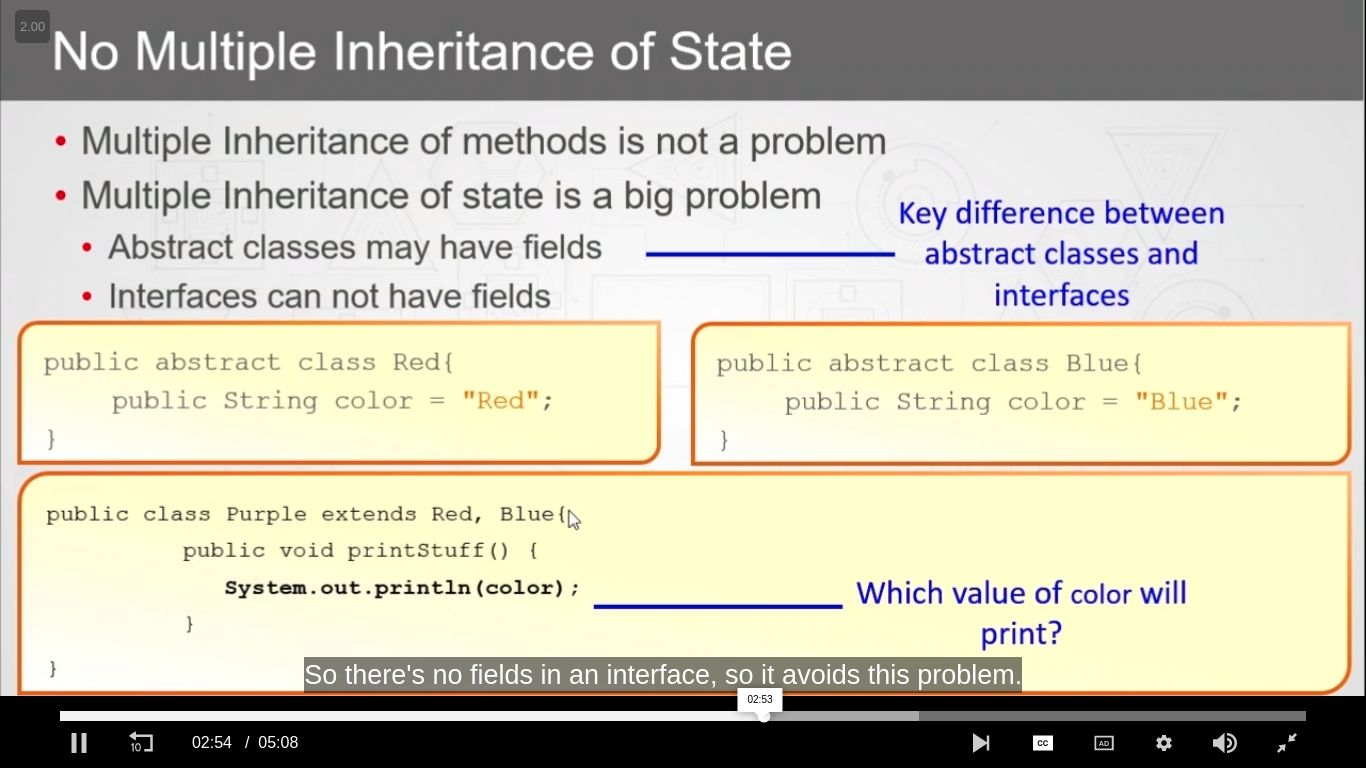 2.00
No Multiple Inheritance of State
• Multiple Inheritance of methods is not a problem
• Multiple Inheritance of state is a big problem
• Abstract classes may have fields
• Interfaces can not have fields
Key difference between
abstract classes and
interfaces
public abstract class Red{
public String color = "Red";
}
public abstract class Blue{
public String color = "Blue";
}
public class Purple extends Red, Blue{
public void printStuff() {
System.out.println(color);
}
}
Which value of color will
print?
So there's no fields in an interface, so it avoids this problem.
02:53
10
02:54 / 05:08
CC
AD